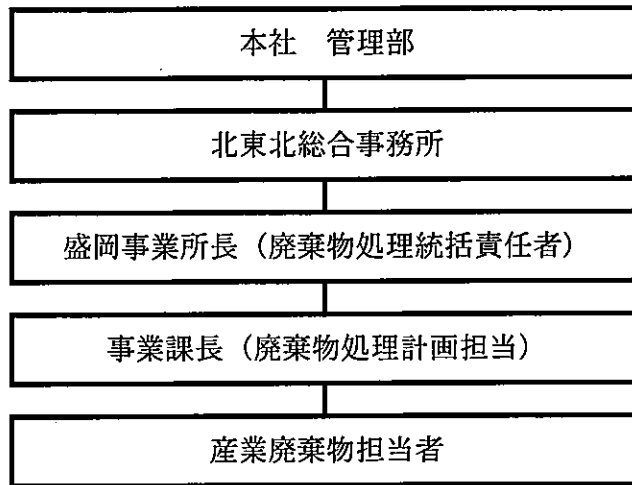 本社　管理部
北東北総合事務所
盛岡事業所長（廃棄物処理統括責任者）
事業課長（廃棄物処理計画担当）
産業廃棄物担当者